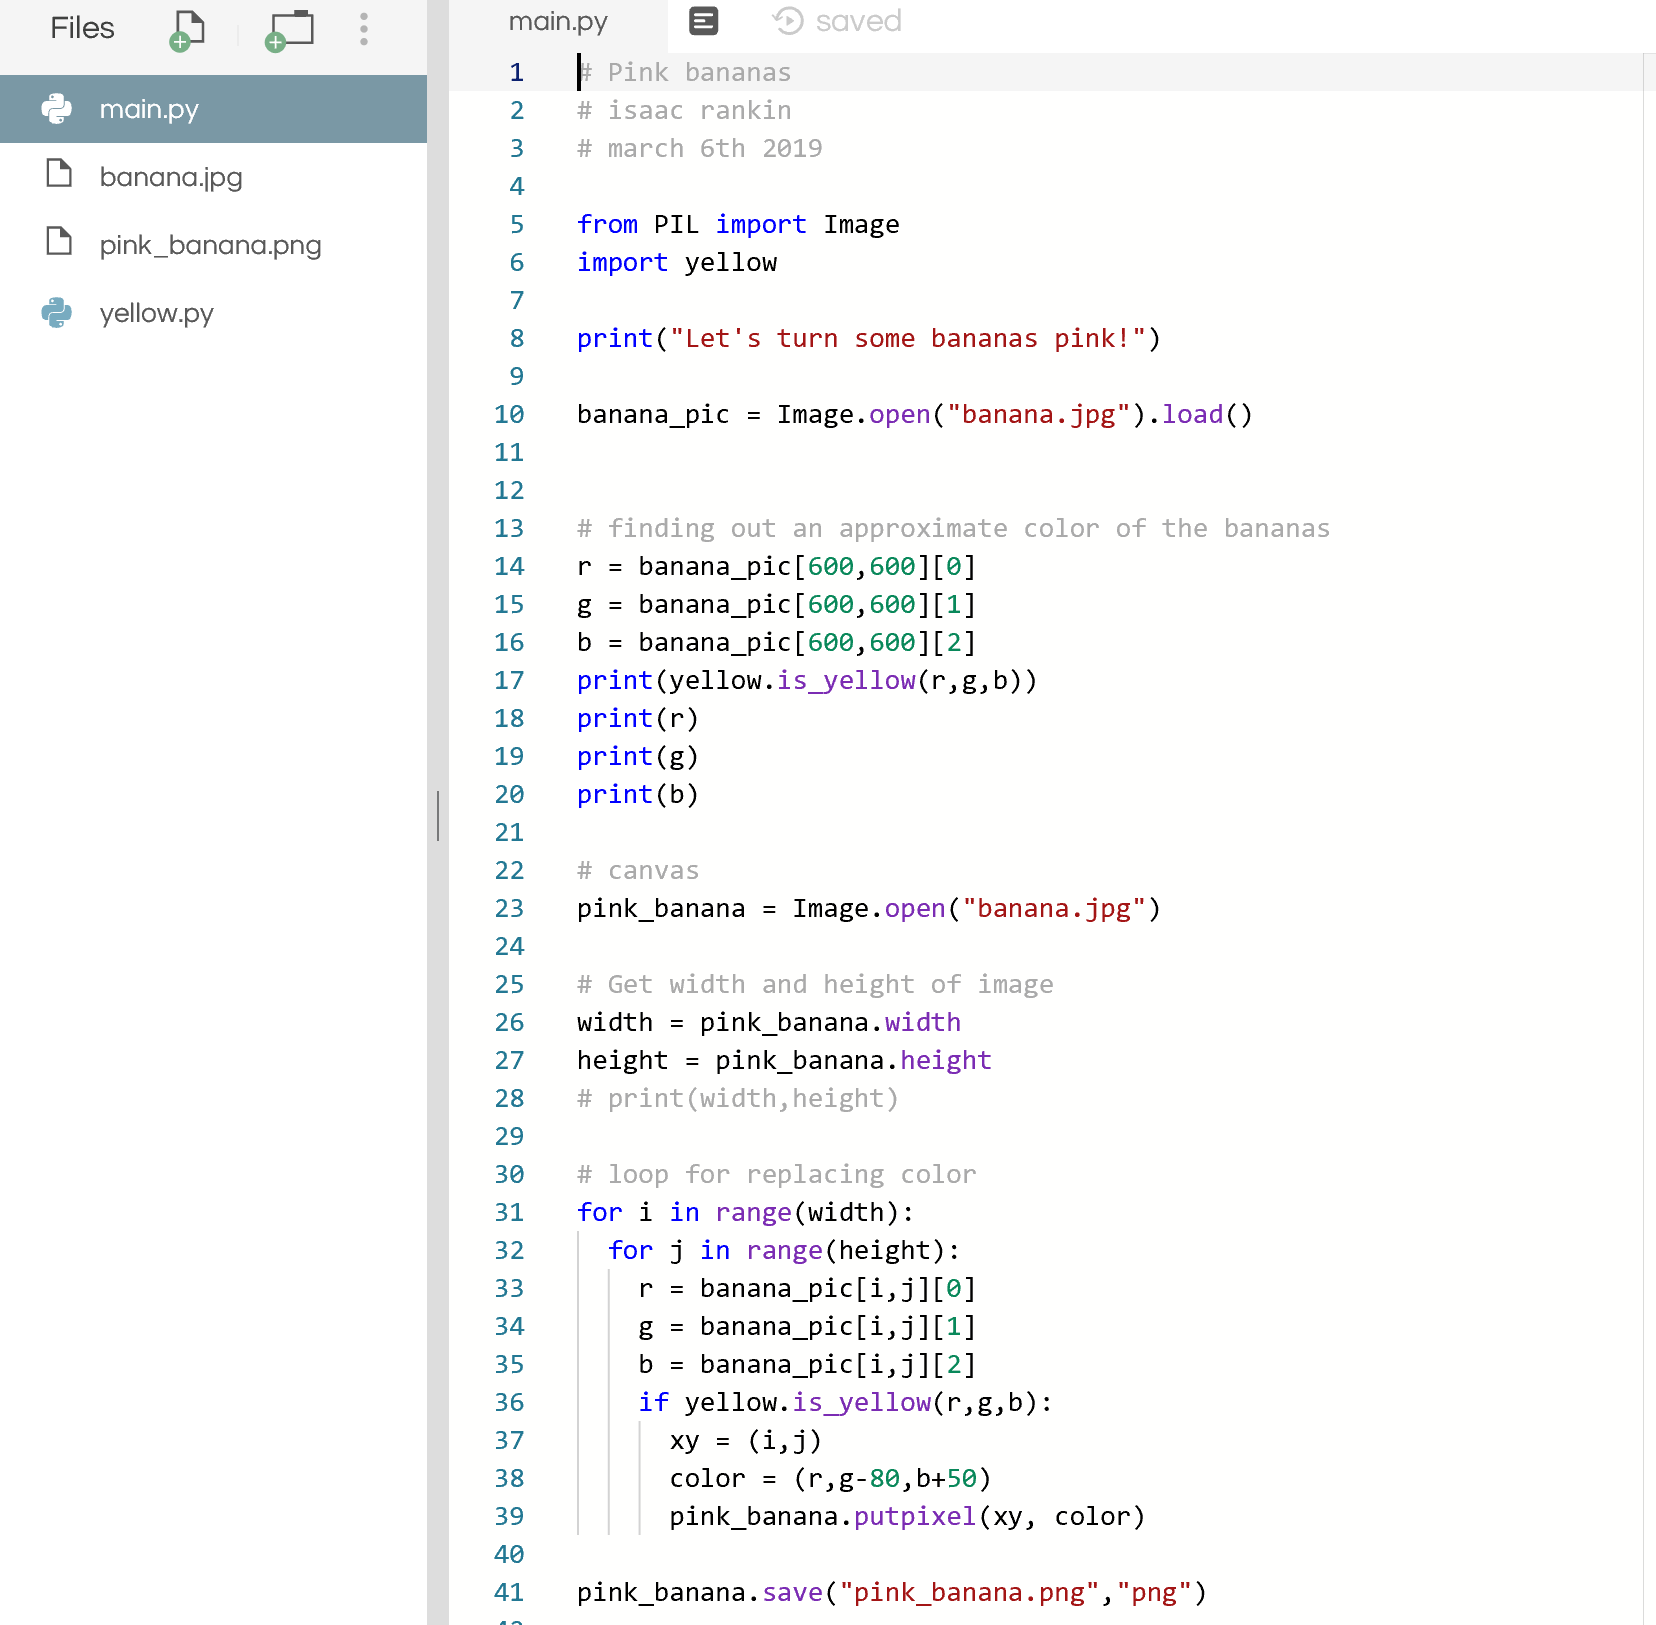 Files
main.py
banana.jpg
pink_banana.png
yellow.py
main.py
saved
1 # Pink bananas
2 # isaac rankin
3 # march 6th 2019
4
5 from PIL import Image
6 import yellow
7
8 print("Let's turn some bananas pink!")
9
10 banana_pic = Image.open("banana.jpg").load()
11
12
13 # finding out an approximate color of the bananas
14 r = banana_pic[600,600][0]
15 g = banana_pic[600,600][1]
16 b = banana_pic[600,600][2]
17 print(yellow.is_yellow(r,g,b))
18 print(r)
19 print(g)
20 print(b)
21
22 # canvas
23 pink_banana = Image.open("banana.jpg")
24
25 # Get width and height of image
26 width = pink_banana.width
27 height = pink_banana.height
28 # print(width,height)
29
30 # loop for replacing color
31 for i in range(width):
32   for j in range(height):
33     r = banana_pic[i,j][0]
34     g = banana_pic[i,j][1]
35     b = banana_pic[i,j][2]
36     if yellow.is_yellow(r,g,b):
37       xy = (i,j)
38       color = (r,g-80,b+50)
39       pink_banana.putpixel(xy, color)
40
41 pink_banana.save("pink_banana.png","png")